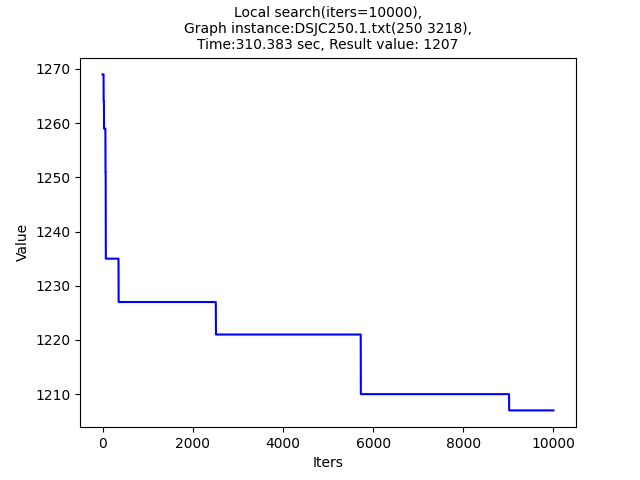 Local search(iters=10000),
Graph instance:DSJC250.1.txt(250 3218),
Time:310.383 sec, Result value: 1207
1270
1260
1250
1240
1230
1220
1210
Value
0 2000 4000 6000 8000 10000
Iters